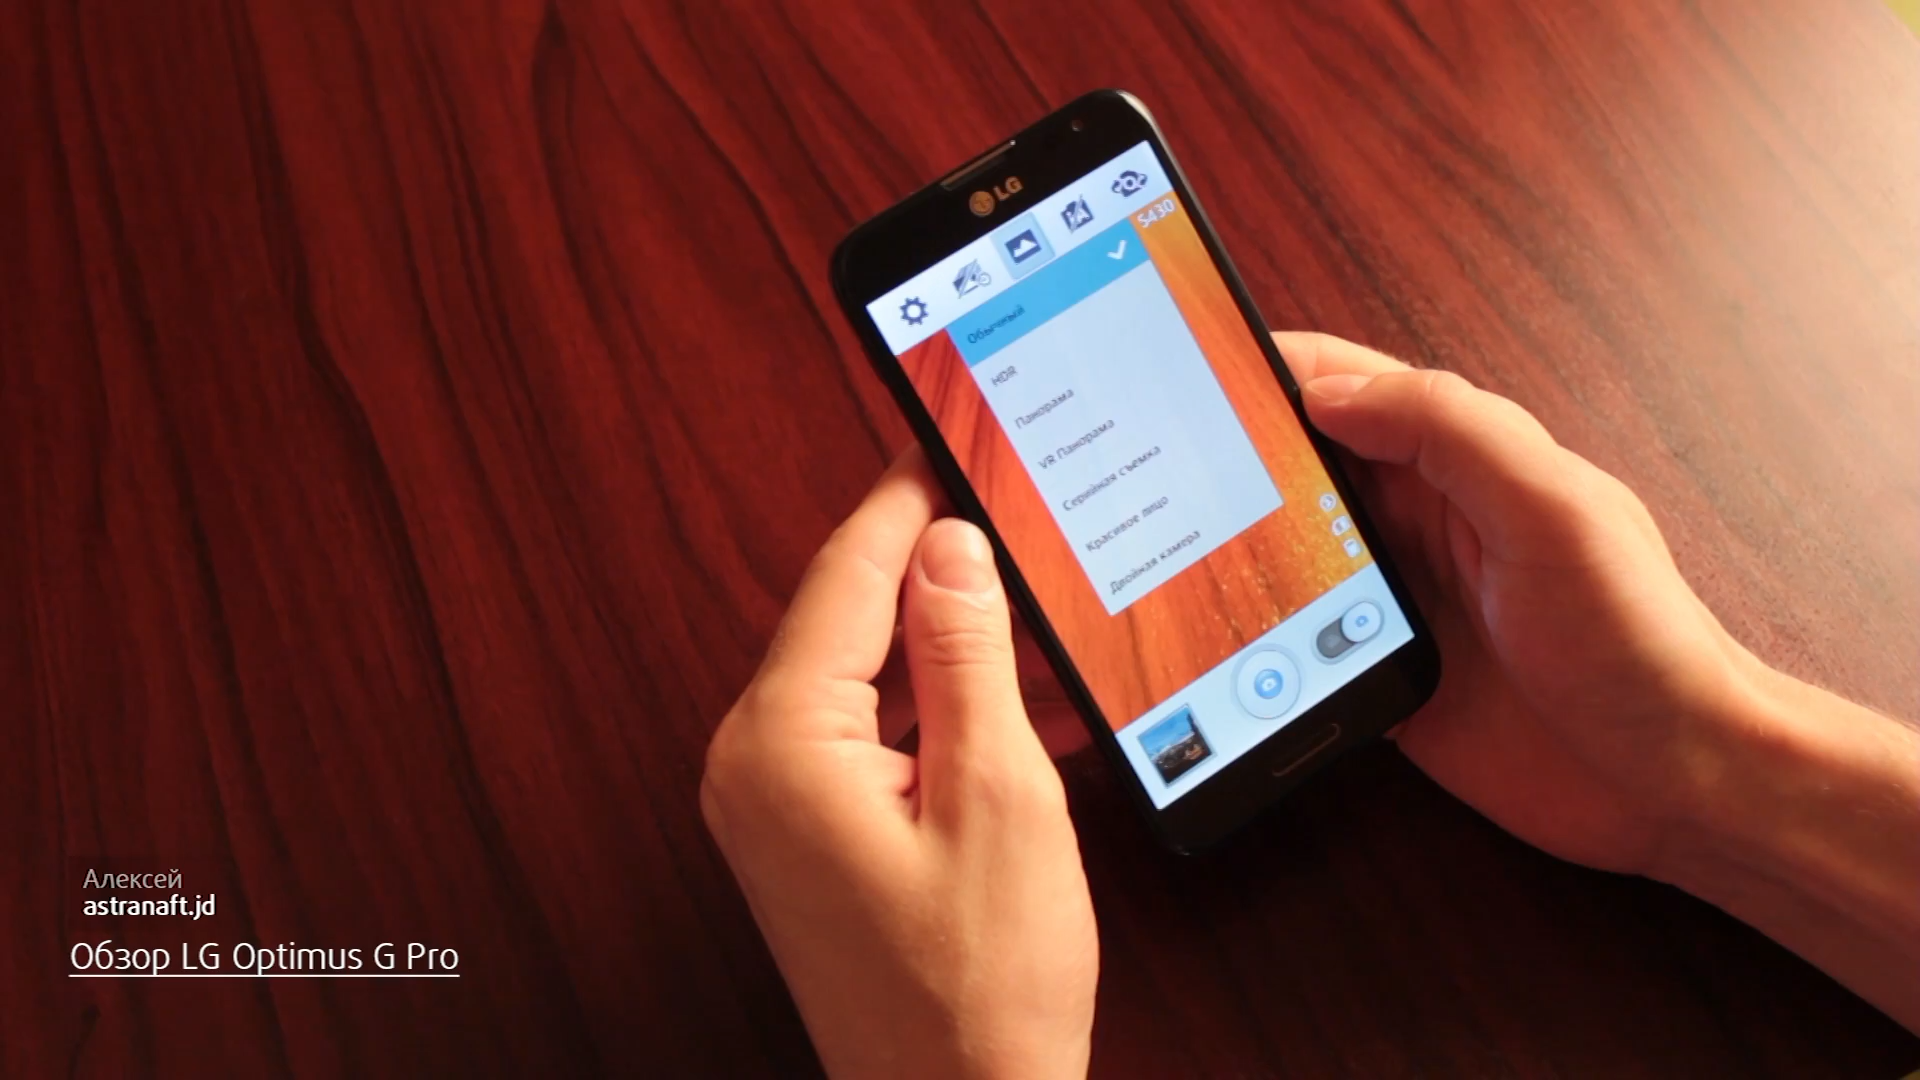 LG
5430
Обычный
HDR
Панорама
VR Панорама
Серийная съемка
Красивое лицо
Двойная камера
Алексей
astranaft.jd
Обзор LG Optimus G Pro